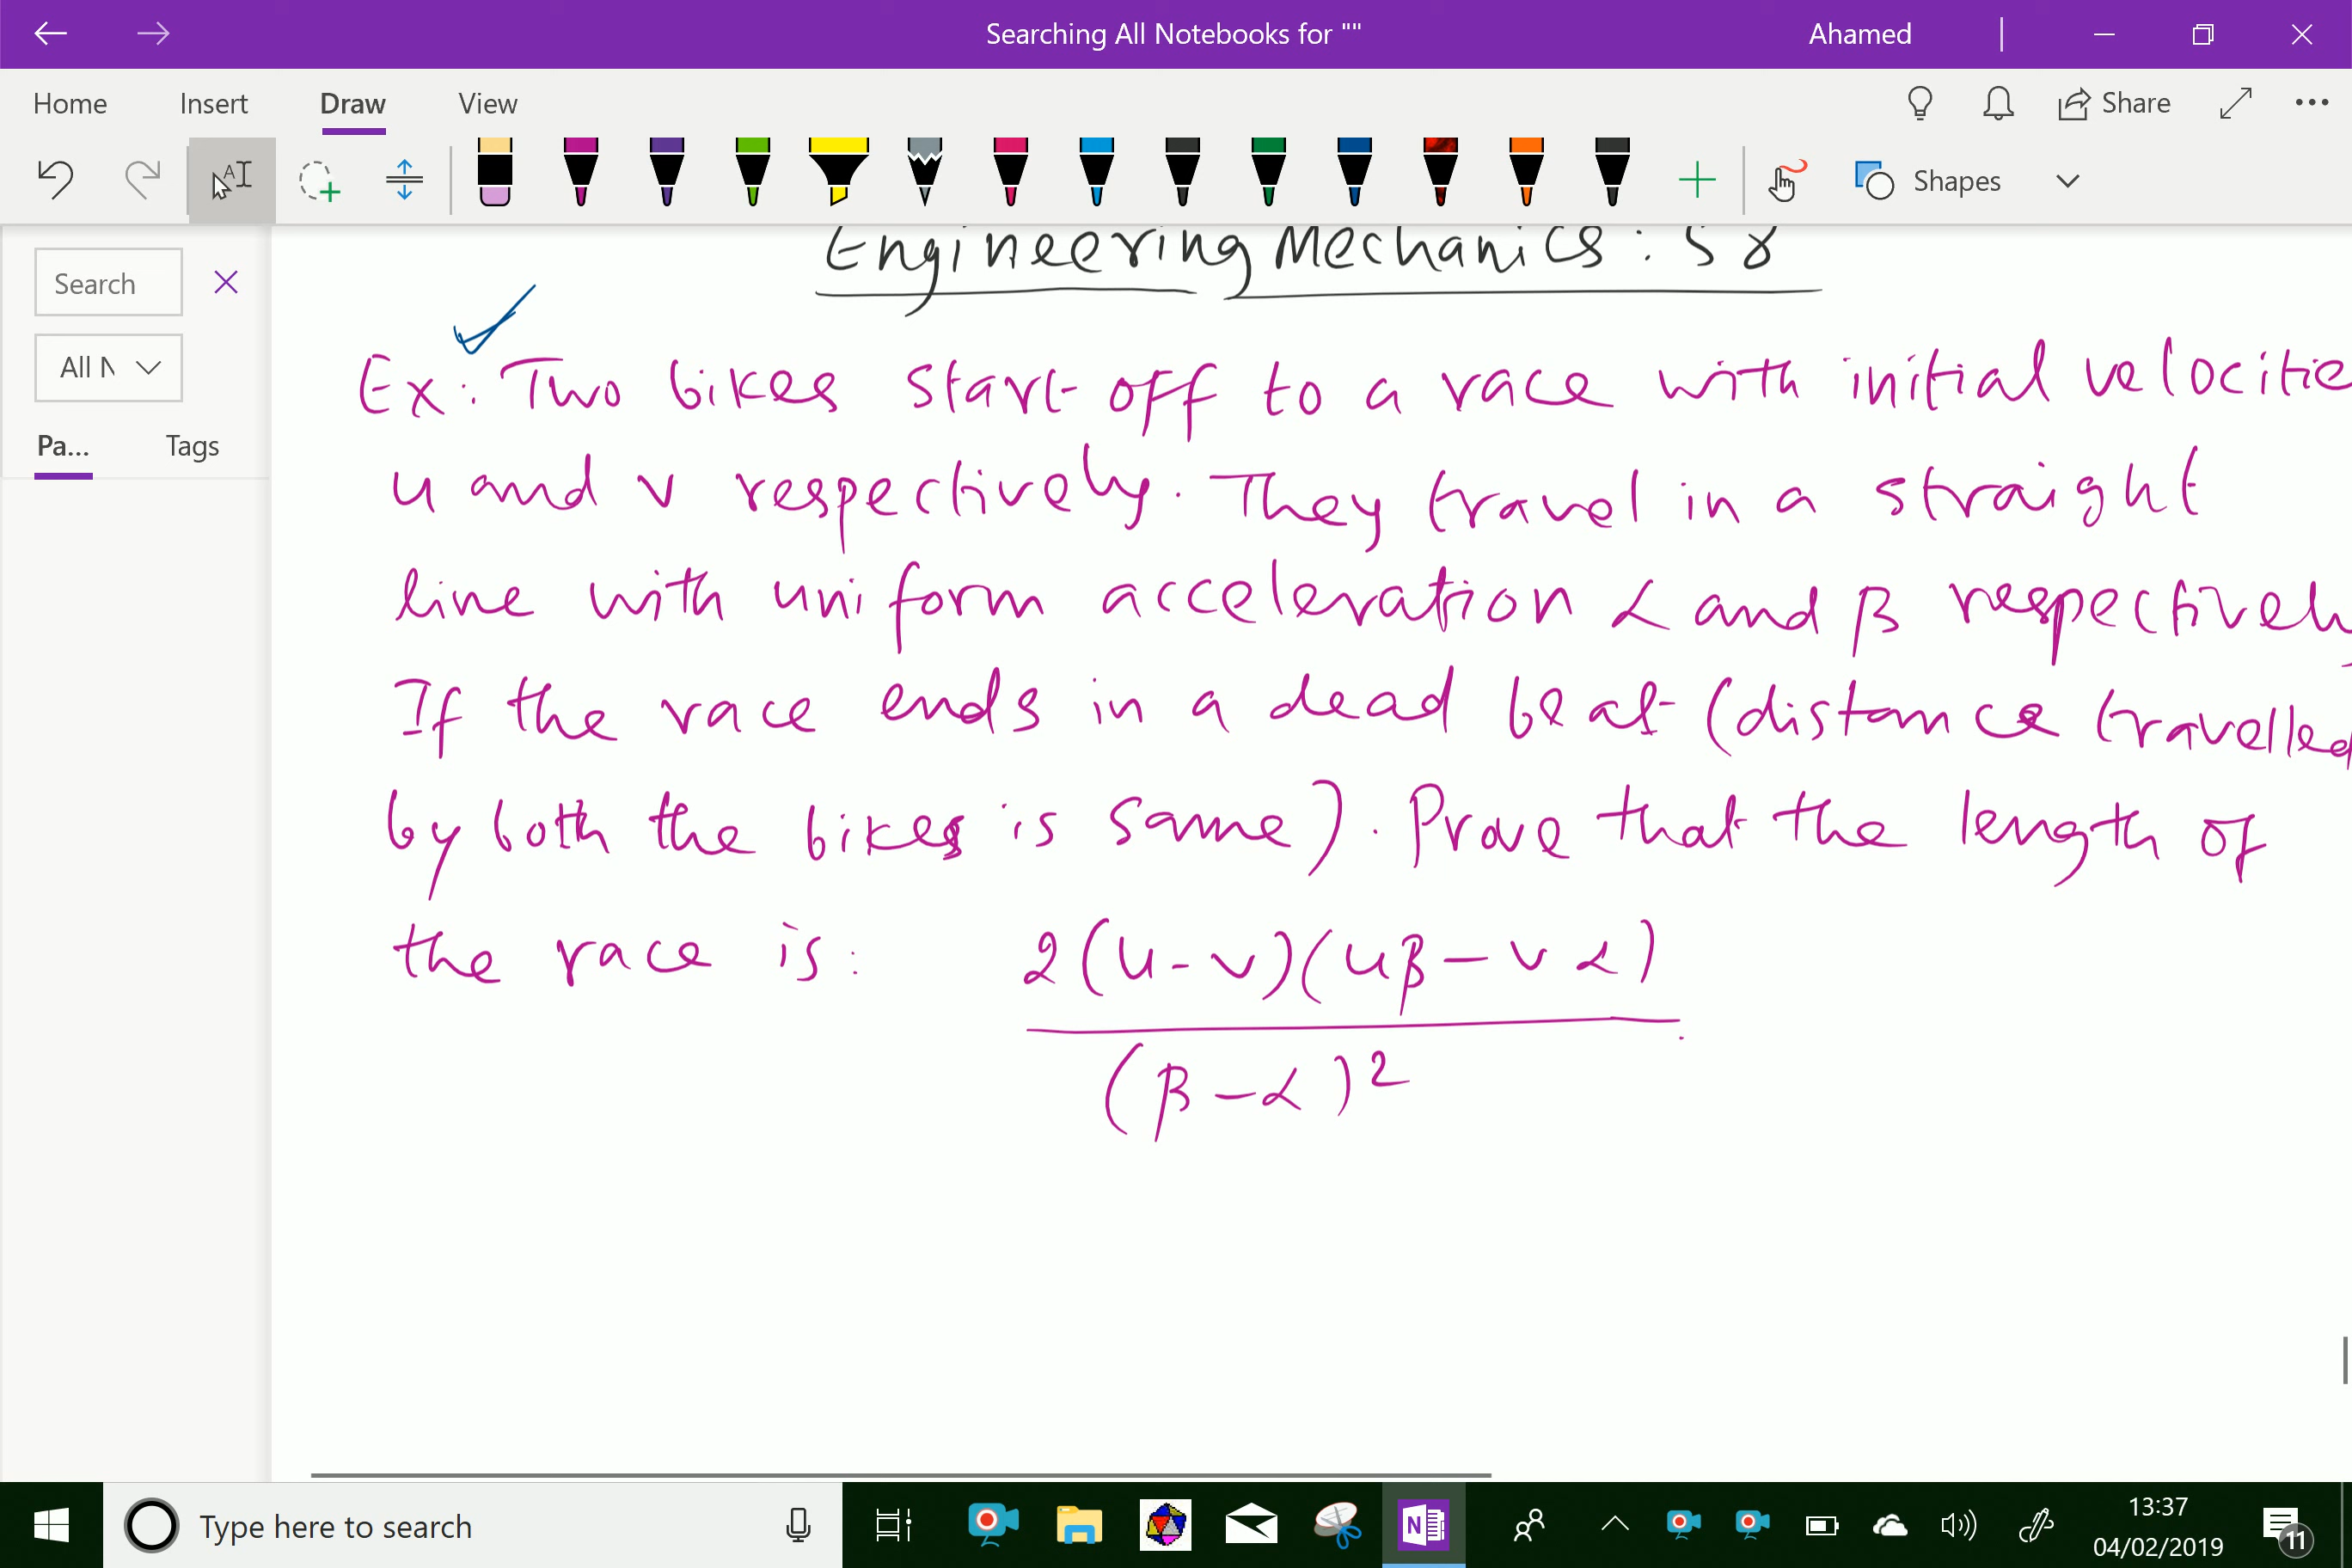 Searching All Notebooks for ""
Ahamed
Home Insert Draw View
Share
Shapes
Search
All N
Pa... Tags
Engineering Mechanics: 58
Ex: Two bikes start off to a race with initial velocitie
u and v respectively. They travel in a straight
line with uniform acceleration α and β respectively
If the race ends in a dead beat (distance travelled
by both the bikes is same). Prove that the length of
the race is: 2(u-v)(uβ-vα)
(β-α)²
Type here to search
N
13:37
04/02/2019
11